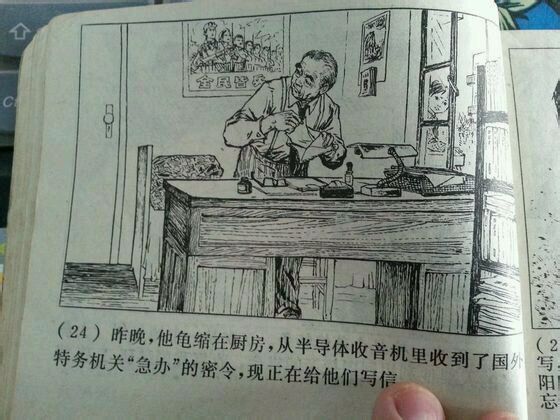 全民皆兵
(24) 昨晚，他龟缩在厨房，从半导体收音机里收到了国外
特务机关“急办”的密令，现正在给他们写信
(2
写，
阳
忘